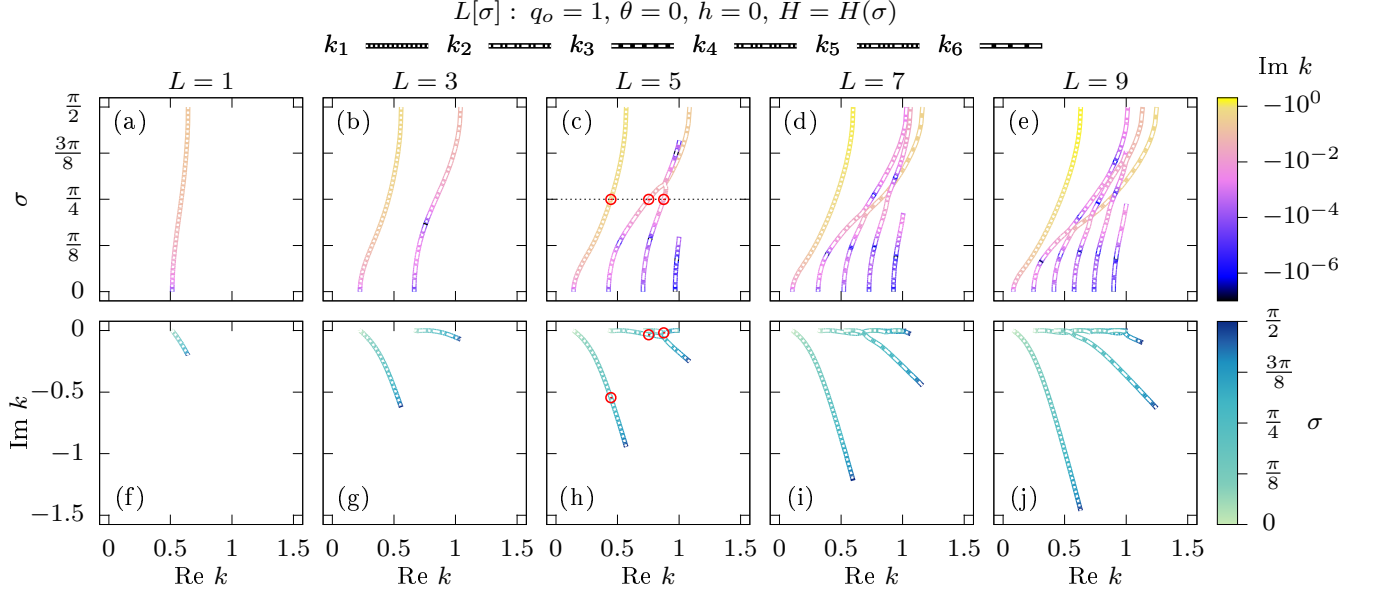 L[σ] : q_o = 1, θ = 0, h = 0, H = H(σ)
k_1 k_2 k_3 k_4 k_5 k_6
L = 1 L = 3 L = 5 L = 7 L = 9 Im k
(a) (b) (c) (d) (e)
π/2
3π/8
σ π/4
π/8
0
−10^0
−10^−2
−10^−4
−10^−6
0
−0.5
Im k
−1
−1.5
(f) (g) (h) (i) (j)
π/2
3π/8
π/4 σ
π/8
0
0 0.5 1 1.5 0 0.5 1 1.5 0 0.5 1 1.5 0 0.5 1 1.5 0 0.5 1 1.5
Re k Re k Re k Re k Re k